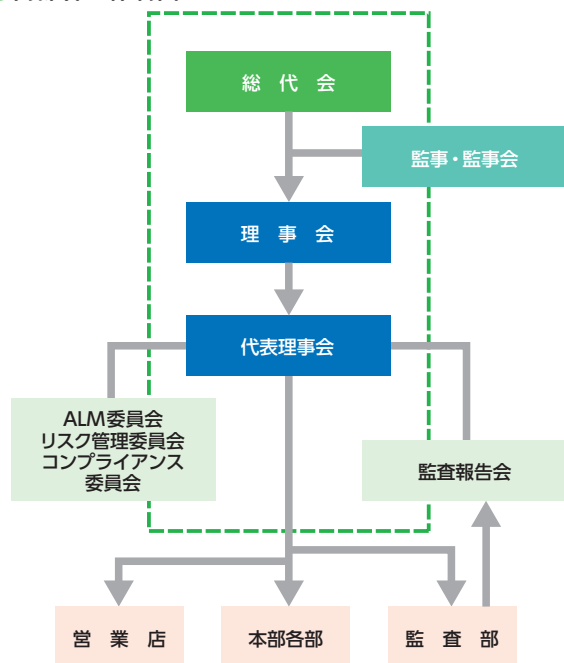 総代会
監事・監事会
理事会
代表理事会
ALM委員会
リスク管理委員会
コンプライアンス
委員会
監査報告会
営業店
本部各部
監査部